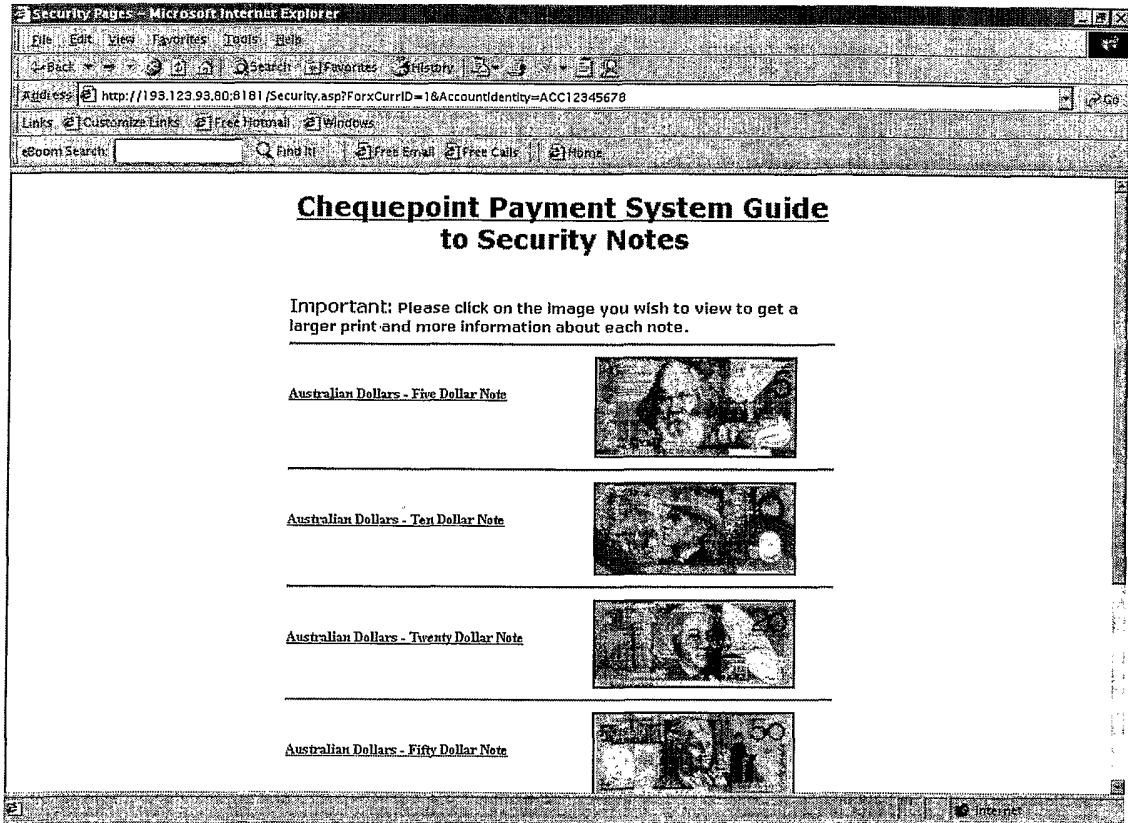 Security Pages - Microsoft Internet Explorer
File Edit View Favorites Tools Help
Back Search Favorites History
Address http://193.123.93.80:8181/Security.asp?ForxCurrID=1&AccountIdentity=ACC12345678 Go
Links Customize Links Free Hotmail Windows
eBoom Search: Find It! Free Email Free Calls Home
Chequepoint Payment System Guide
to Security Notes
Important: Please click on the image you wish to view to get a
larger print and more information about each note.
Australian Dollars - Five Dollar Note
5
Australian Dollars - Ten Dollar Note
10
Australian Dollars - Twenty Dollar Note
20
Australian Dollars - Fifty Dollar Note
50
Internet